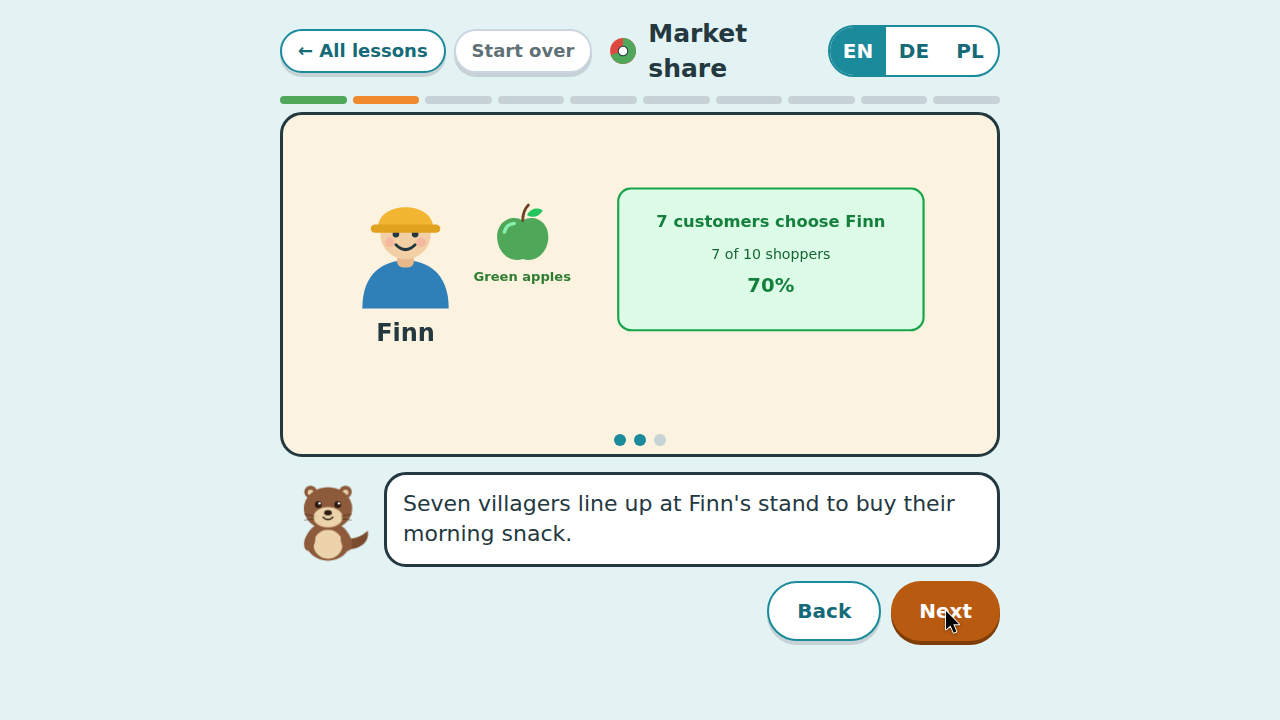 ← All lessons
Start over
Market
share
EN
DE
PL
7 customers choose Finn
7 of 10 shoppers
70%
Green apples
Finn
Seven villagers line up at Finn's stand to buy their
morning snack.
Back
Next